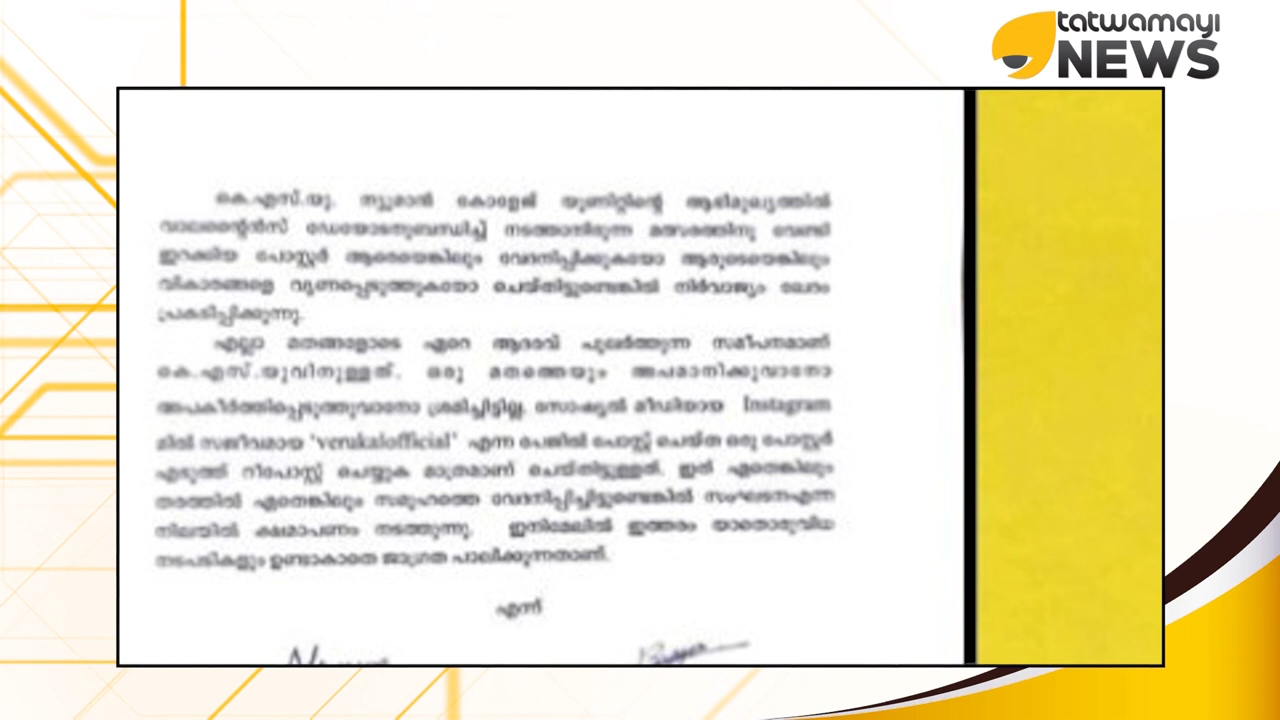 tatwamayi
NEWS
കെ.എസ്.യു. ന്യൂമാൻ കോളേജ് യൂണിറ്റിന്റെ ആഭിമുഖ്യത്തിൽ
വാലന്റൈൻസ് ഡേയോടനുബന്ധിച്ച് നടത്താനിരുന്ന മത്സരത്തിനു വേണ്ടി
ഇറക്കിയ പോസ്റ്റർ ആരെയെങ്കിലും വേദനിപ്പിക്കുകയോ ആരുടെയെങ്കിലും
വികാരങ്ങളെ വൃണപ്പെടുത്തുകയോ ചെയ്തിട്ടുണ്ടെങ്കിൽ നിർവാജ്യം ഖേദം
പ്രകടിപ്പിക്കുന്നു.
എല്ലാ മതങ്ങളോടെ ഏറെ ആദരവ് പുലർത്തുന്ന സമീപനമാണ്
കെ.എസ്.യുവിനുള്ളത്. ഒരു മതത്തെയും അപമാനിക്കുവാനോ
അപകീർത്തിപ്പെടുത്തുവാനോ ശ്രമിച്ചിട്ടില്ല. സോഷ്യൽ മീഡിയായ Instagram
മിൽ സജീവമായ 'verukalofficial' എന്ന പേജിൽ പോസ്റ്റ് ചെയ്ത ഒരു പോസ്റ്റർ
എടുത്ത് റീപോസ്റ്റ് ചെയ്യുക മാത്രമാണ് ചെയ്തിട്ടുള്ളത്. ഇത് ഏതെങ്കിലും
തരത്തിൽ ഏതെങ്കിലും സമൂഹത്തെ വേദനിപ്പിച്ചിട്ടുണ്ടെങ്കിൽ സംഘടനഎന്ന
നിലയിൽ ക്ഷമാപണം നടത്തുന്നു. ഇനിമേലിൽ ഇത്തരം യാതൊരുവിധ
നടപടികളും ഉണ്ടാകാതെ ജാഗ്രത പാലിക്കുന്നതാണ്.
എന്ന്